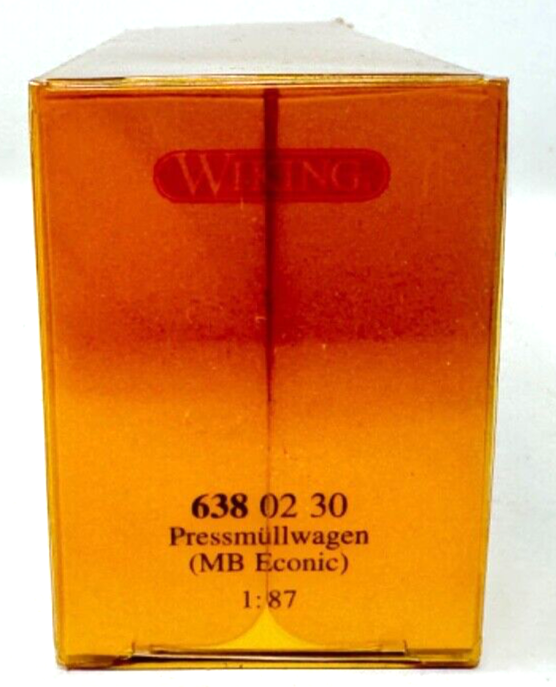 WIKING
638 02 30
Pressmüllwagen
(MB Econic)
1:87